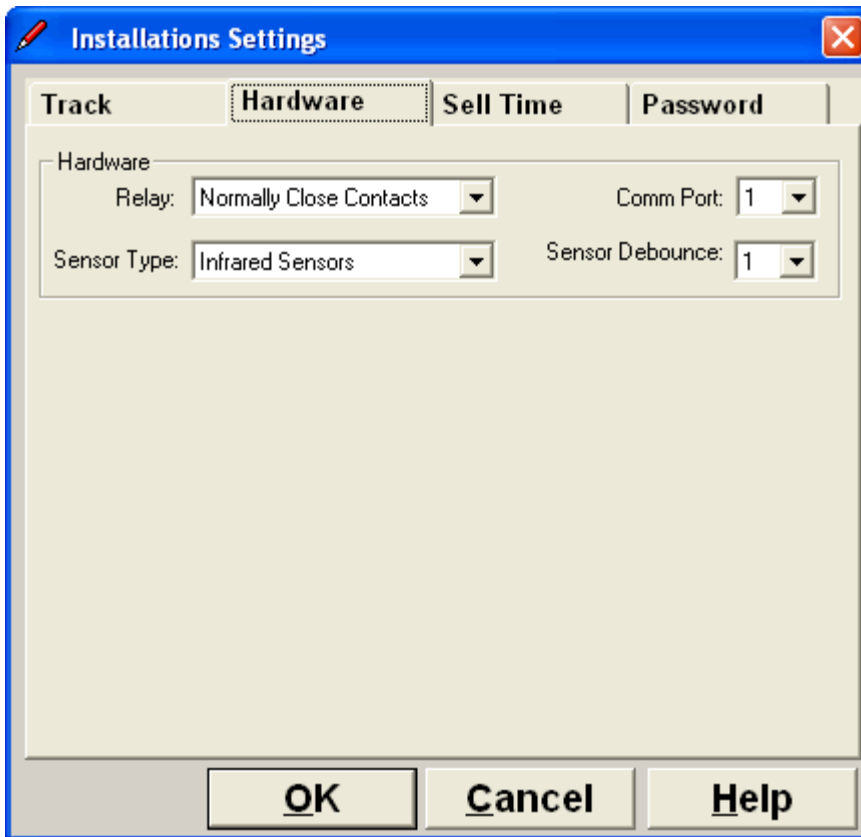 Installations Settings
Track Hardware Sell Time Password
Hardware
Relay: Normally Close Contacts Comm Port: 1
Sensor Type: Infrared Sensors Sensor Debounce: 1
OK Cancel Help